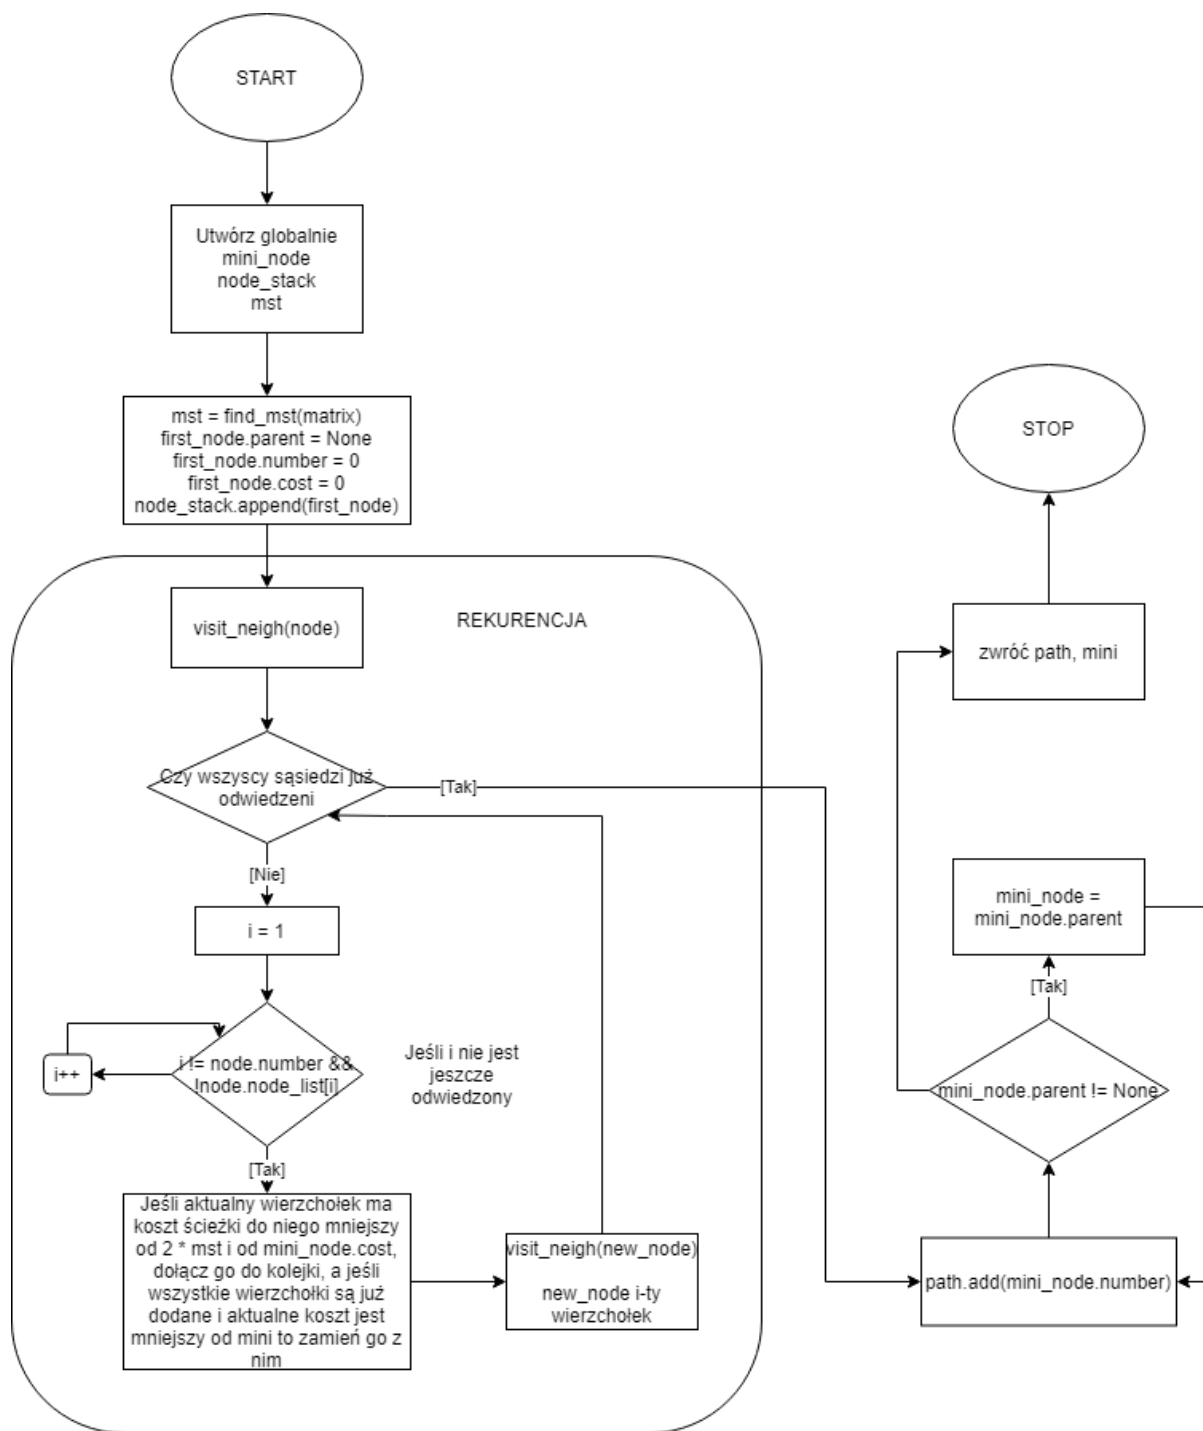 START
Utwórz globalnie
mini_node
node_stack
mst
mst = find_mst(matrix)
first_node.parent = None
first_node.number = 0
first_node.cost = 0
node_stack.append(first_node)
visit_neigh(node)
REKURENCJA
Czy wszyscy sąsiedzi już
odwiedzeni
[Tak]
[Nie]
i = 1
i++
i != node.number &&
!node.node_list[i]
Jeśli i nie jest
jeszcze
odwiedzony
[Tak]
Jeśli aktualny wierzchołek ma
koszt ścieżki do niego mniejszy
od 2 * mst i od mini_node.cost,
dołącz go do kolejki, a jeśli
wszystkie wierzchołki są już
dodane i aktualne koszt jest
mniejszy od mini to zamień go z
nim
visit_neigh(new_node)
new_node i-ty
wierzchołek
STOP
zwróć path, mini
mini_node =
mini_node.parent
[Tak]
mini_node.parent != None
path.add(mini_node.number)